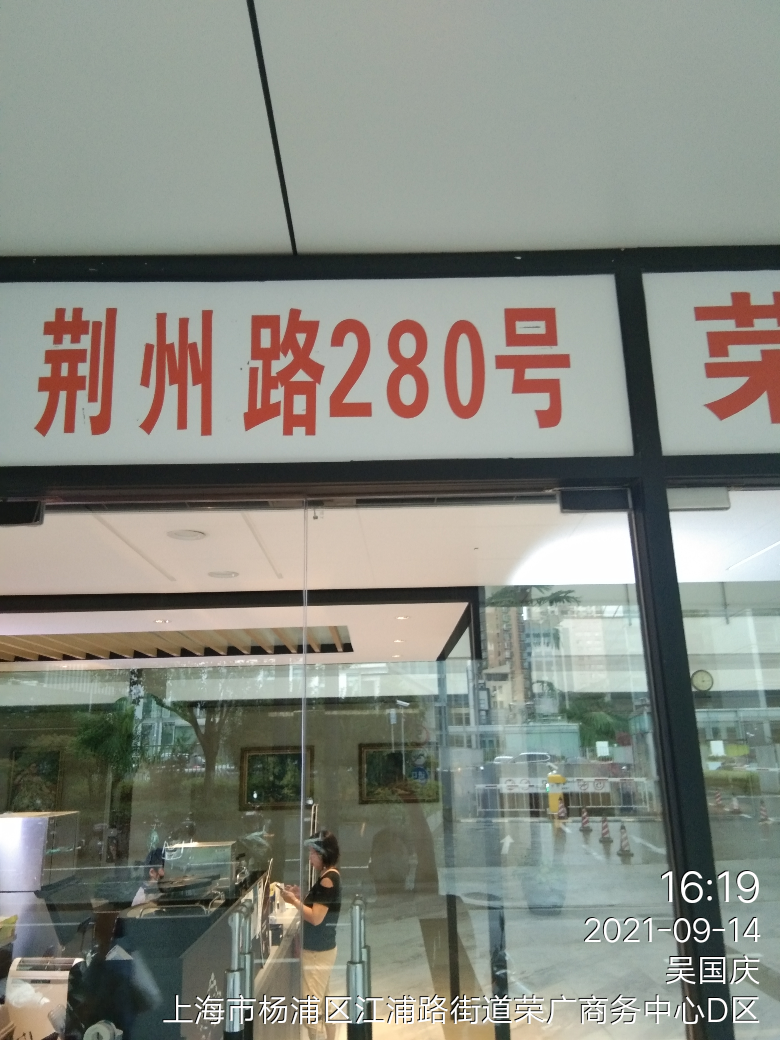 荆州路280号
荣
16:19
2021-09-14
吴国庆
上海市杨浦区江浦路街道荣广商务中心D区